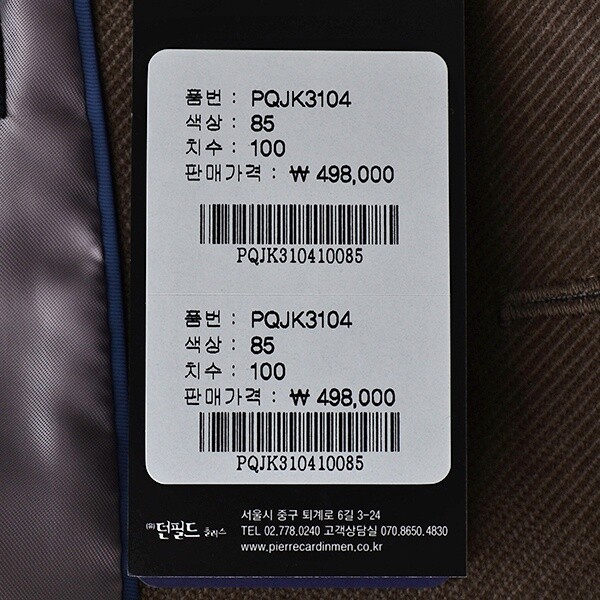 품번 : PQJK3104
색상 : 85
치수 : 100
판매가격 : ₩ 498,000
PQJK310410085
품번 : PQJK3104
색상 : 85
치수 : 100
판매가격 : ₩ 498,000
PQJK310410085
(유)던필드 플러스
서울시 중구 퇴계로 6길 3-24
TEL 02.778.0240 고객상담실 070.8650.4830
www.pierrecardinmen.co.kr